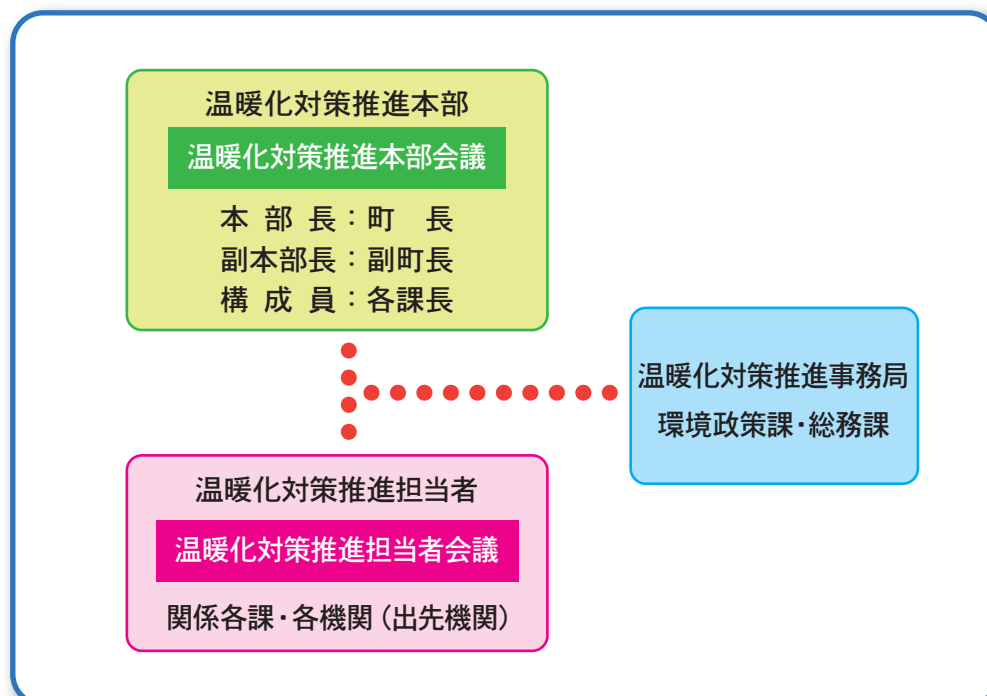 温暖化対策推進本部
温暖化対策推進本部会議
本部長：町　長
副本部長：副町長
構成員：各課長
温暖化対策推進事務局
環境政策課・総務課
温暖化対策推進担当者
温暖化対策推進担当者会議
関係各課・各機関（出先機関）